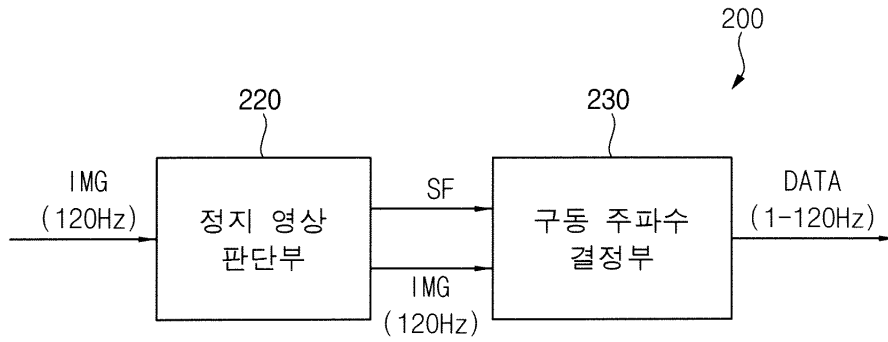 200
220
230
IMG
(120Hz)
정지 영상
판단부
SF
IMG
(120Hz)
구동 주파수
결정부
DATA
(1-120Hz)